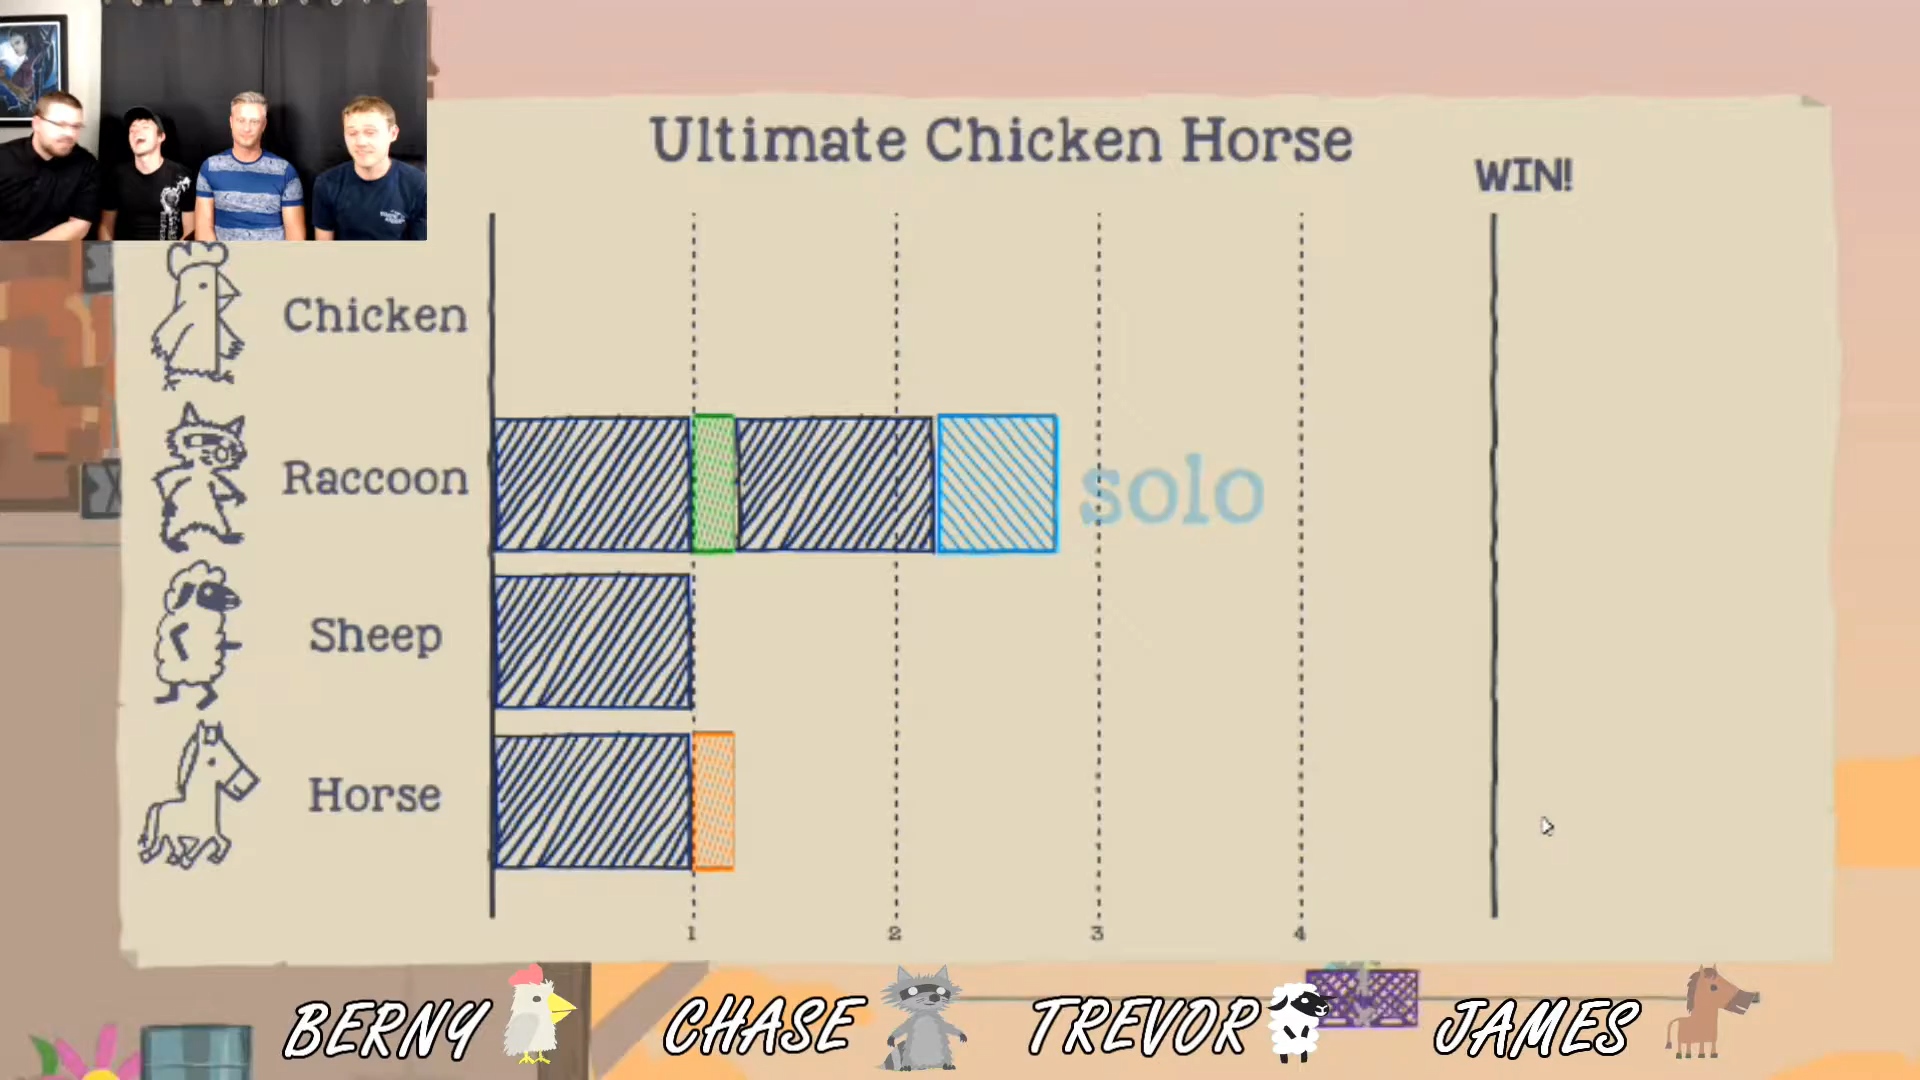 Ultimate Chicken Horse
WIN!
Chicken
Raccoon
solo
Sheep
Horse
1 2 3 4
BERNY CHASE TREVOR JAMES